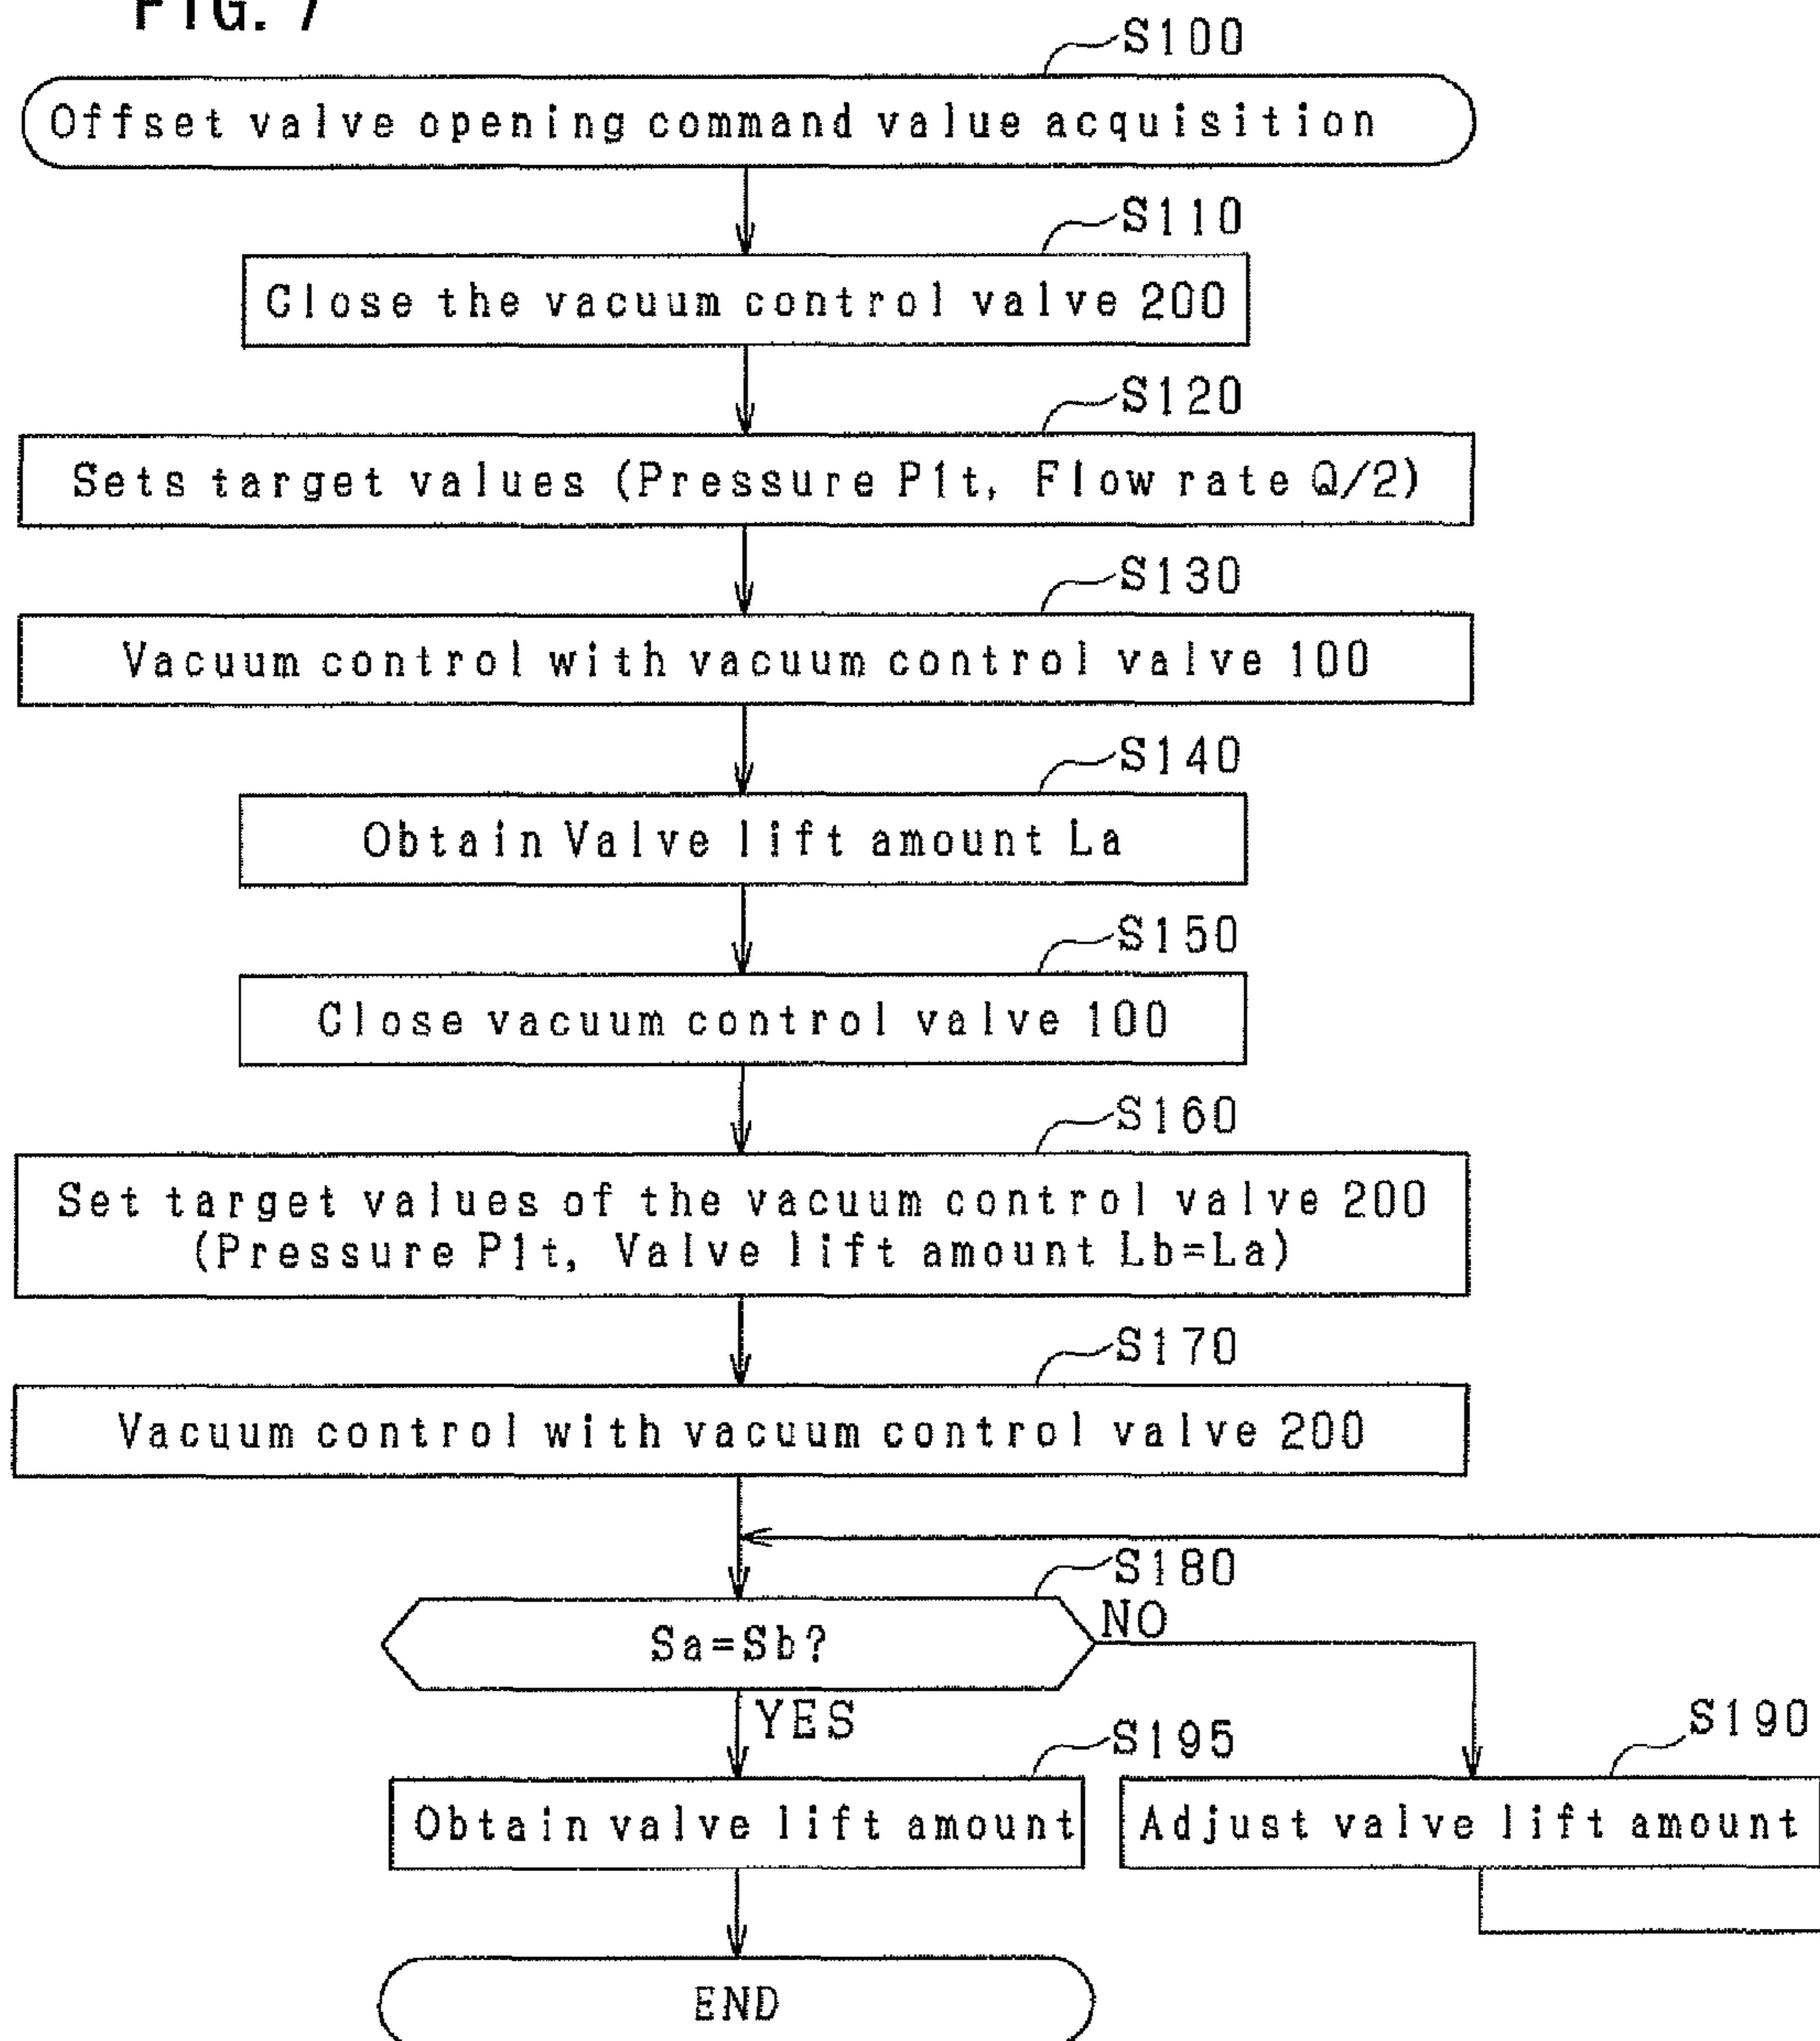 FIG. 7
S100
Offset valve opening command value acquisition
S110
Close the vacuum control valve 200
S120
Sets target values (Pressure P1t, Flow rate Q/2)
S130
Vacuum control with vacuum control valve 100
S140
Obtain Valve lift amount La
S150
Close vacuum control valve 100
S160
Set target values of the vacuum control valve 200
(Pressure P1t, Valve lift amount Lb=La)
S170
Vacuum control with vacuum control valve 200
S180
Sa=Sb?
NO
YES
S195
S190
Obtain valve lift amount
Adjust valve lift amount
END